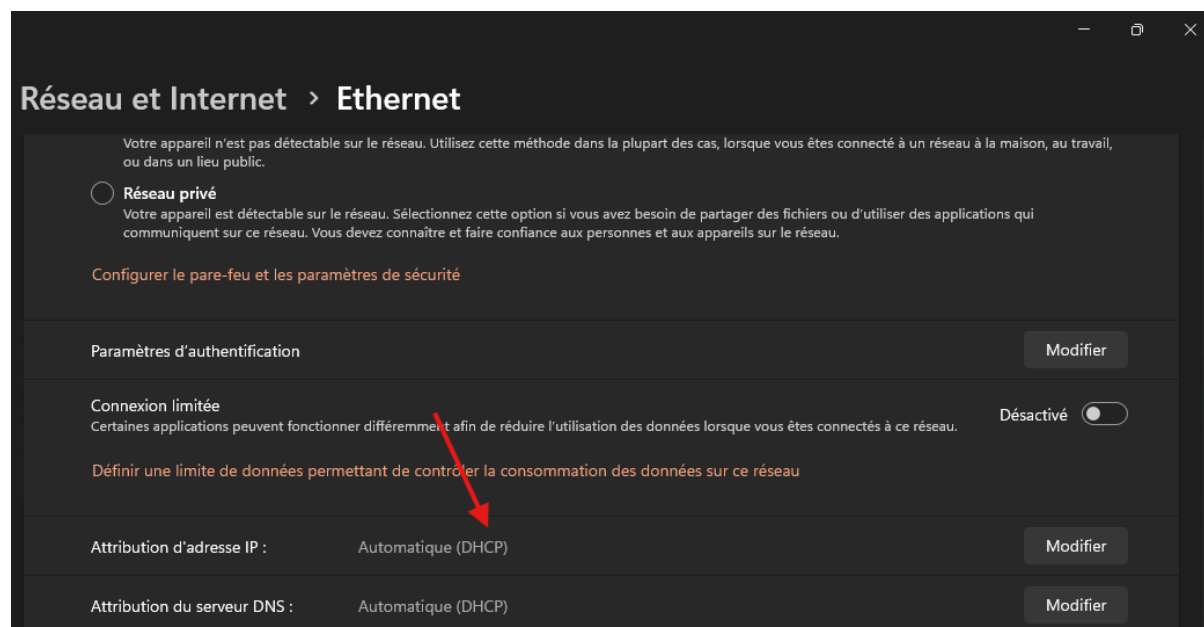 Réseau et Internet > Ethernet
Votre appareil n'est pas détectable sur le réseau. Utilisez cette méthode dans la plupart des cas, lorsque vous êtes connecté à un réseau à la maison, au travail,
ou dans un lieu public.
Réseau privé
Votre appareil est détectable sur le réseau. Sélectionnez cette option si vous avez besoin de partager des fichiers ou d'utiliser des applications qui
communiquent sur ce réseau. Vous devez connaître et faire confiance aux personnes et aux appareils sur le réseau.
Configurer le pare-feu et les paramètres de sécurité
Paramètres d'authentification Modifier
Connexion limitée
Certaines applications peuvent fonctionner différemment afin de réduire l'utilisation des données lorsque vous êtes connectés à ce réseau.
Désactivé
Définir une limite de données permettant de contrôler la consommation des données sur ce réseau
Attribution d'adresse IP : Automatique (DHCP) Modifier
Attribution du serveur DNS : Automatique (DHCP) Modifier